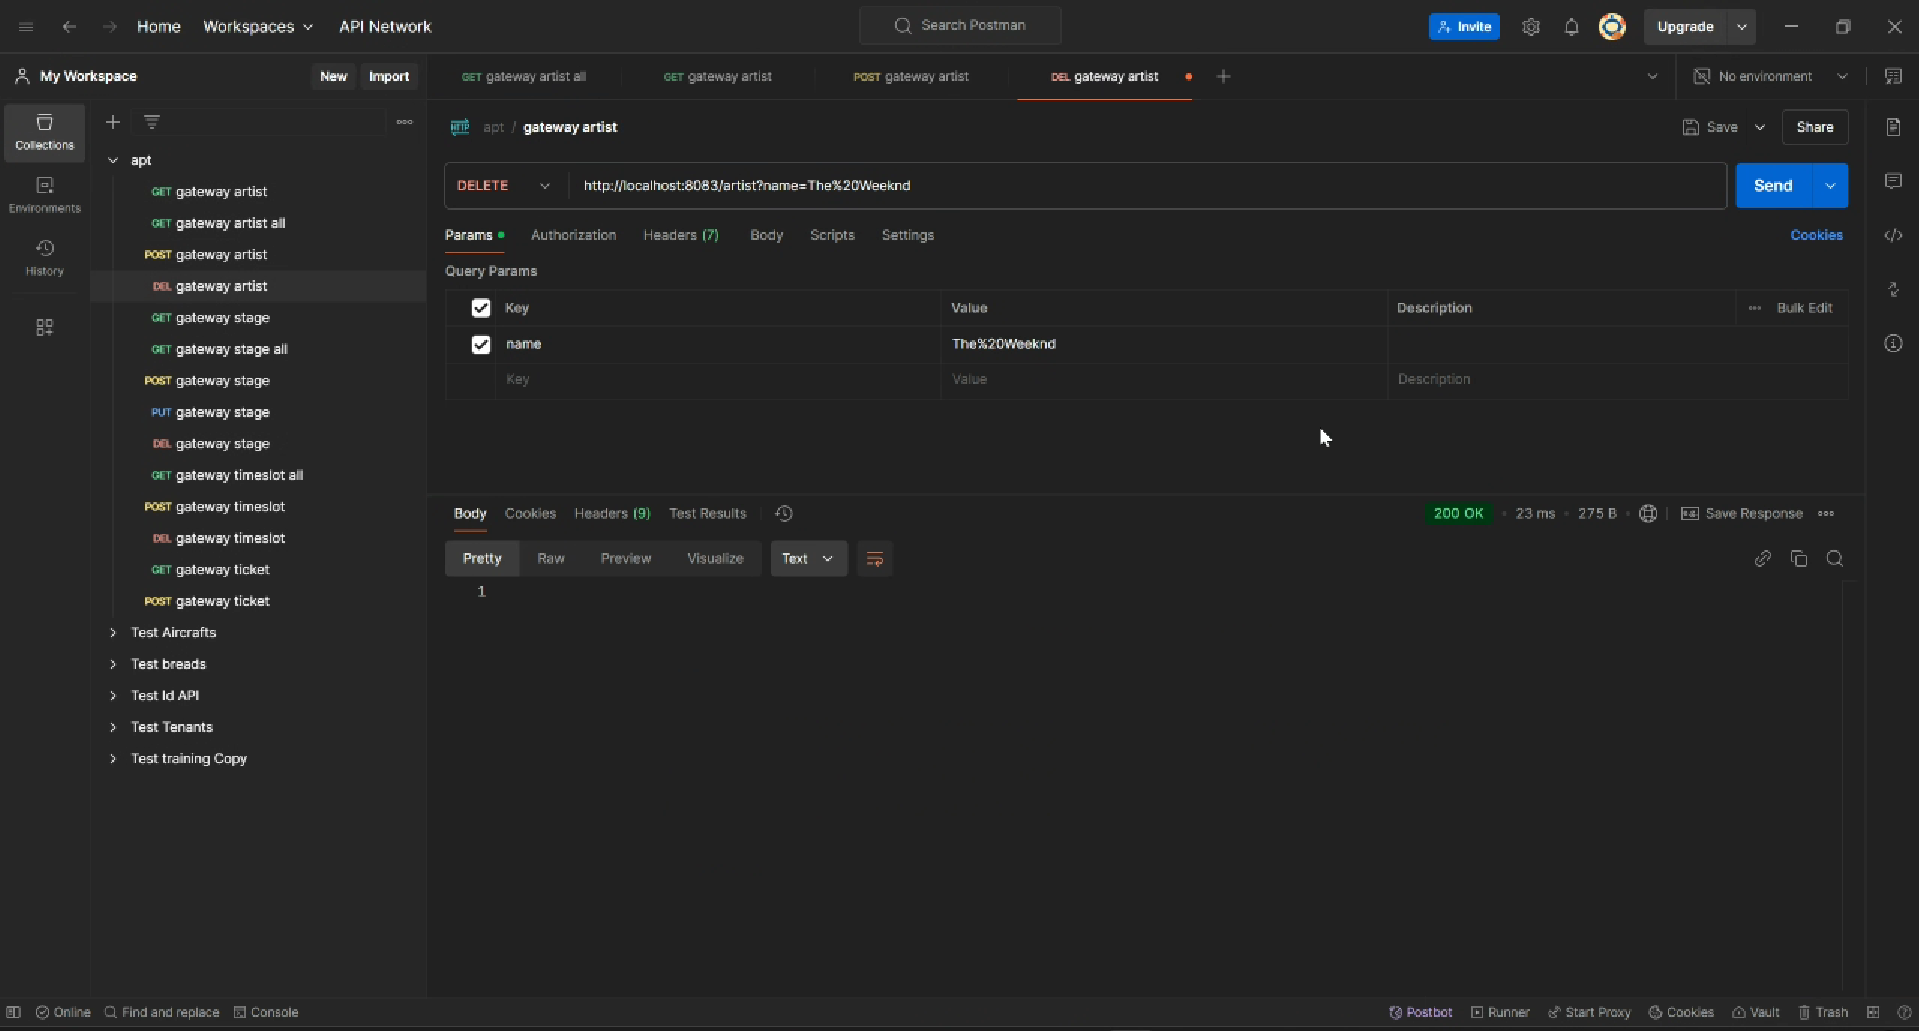 Home Workspaces API Network Search Postman Invite Upgrade
My Workspace New Import GET gateway artist all GET gateway artist POST gateway artist DEL gateway artist No environment
Collections
Environments
History
apt
GET gateway artist
GET gateway artist all
POST gateway artist
DEL gateway artist
GET gateway stage
GET gateway stage all
POST gateway stage
PUT gateway stage
DEL gateway stage
GET gateway timeslot all
POST gateway timeslot
DEL gateway timeslot
GET gateway ticket
POST gateway ticket
Test Aircrafts
Test breads
Test Id API
Test Tenants
Test training Copy
HTTP apt / gateway artist Save Share
DELETE http://localhost:8083/artist?name=The%20Weeknd Send
Params Authorization Headers (7) Body Scripts Settings Cookies
Query Params
Key Value Description Bulk Edit
name The%20Weeknd
Key Value Description
Body Cookies Headers (9) Test Results 200 OK 23 ms 275 B Save Response
Pretty Raw Preview Visualize Text
1
Online Find and replace Console Postbot Runner Start Proxy Cookies Vault Trash